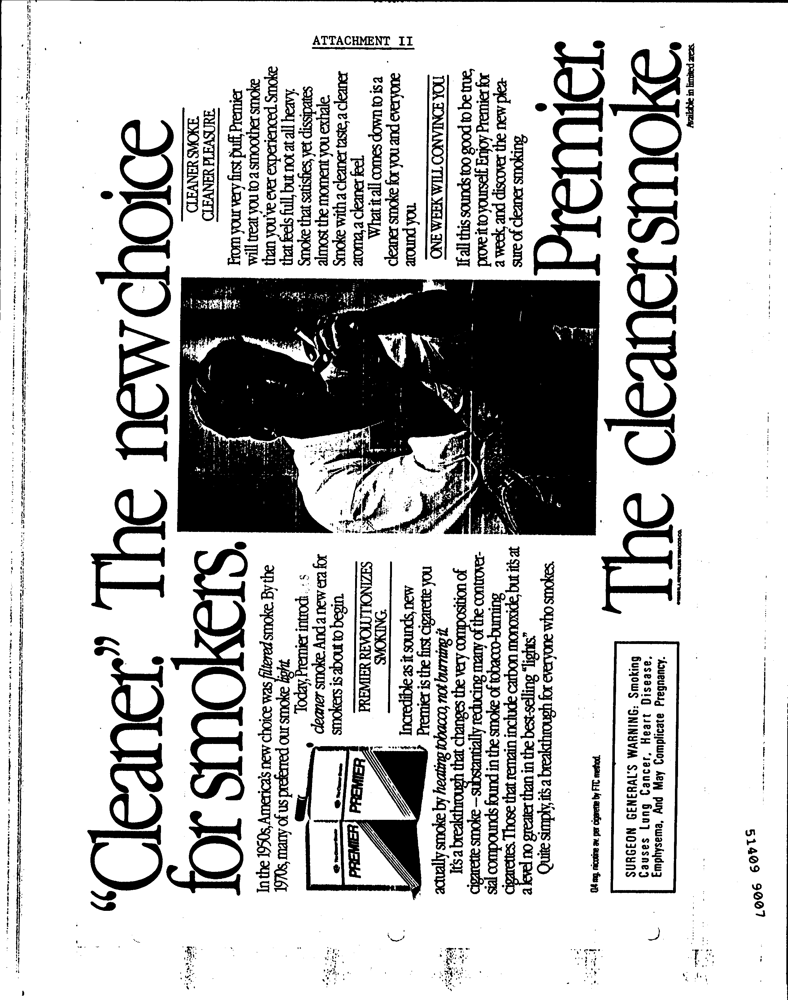 ATTACHMENT II
"Cleaner." The new choice
for smokers.
In the 1950s, America's new choice was filtered smoke. By the
1970s, many of us preferred our smoke light.
Today, Premier
cleaner smoke. And a new era for
smokers is about to begin.
PREMIER REVOLUTIONIZES
SMOKING.
Incredible as it sounds, new
Premier is the first cigarette you
actually smoke by heating tobacco, not burning it.
It's a breakthrough that changes the very composition of
cigarette smoke – substantially reducing many of the controver-
sial compounds found in the smoke of tobacco-burning
cigarettes. Those that remain include carbon monoxide, but it's at
a level no greater than in the best-selling "lights."
Quite simply, it's a breakthrough for everyone who smokes.
PREMIER
PREMIER
CLEANER SMOKE
CLEANER PLEASURE
From your very first puff, Premier
will treat you to a smoother smoke
than you've ever experienced. Smoke
that feels full, but not at all heavy.
Smoke that satisfies, yet dissipates
almost the moment you exhale.
Smoke with a cleaner taste, a cleaner
aroma, a cleaner feel.
What it all comes down to is a
cleaner smoke for you and everyone
around you.
ONE WEEK WILL CONVINCE YOU
If all this sounds too good to be true,
prove it to yourself. Enjoy Premier for
a week, and discover the new plea-
sure of cleaner smoking.
Premier.
The cleaner smoke.
Available in limited areas.
0.4 mg. nicotine av. per cigarette by FTC method.
SURGEON GENERAL'S WARNING: Smoking
Causes Lung Cancer, Heart Disease,
Emphysema, And May Complicate Pregnancy.
51409 9007